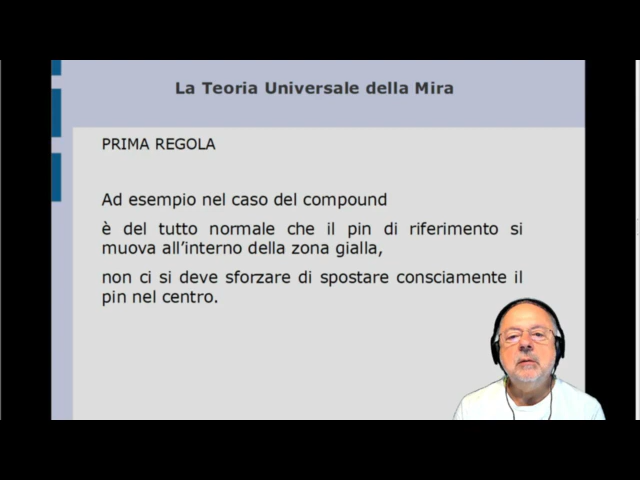 La Teoria Universale della Mira
PRIMA REGOLA
Ad esempio nel caso del compound
è del tutto normale che il pin di riferimento si
muova all’interno della zona gialla,
non ci si deve sforzare di spostare consciamente il
pin nel centro.